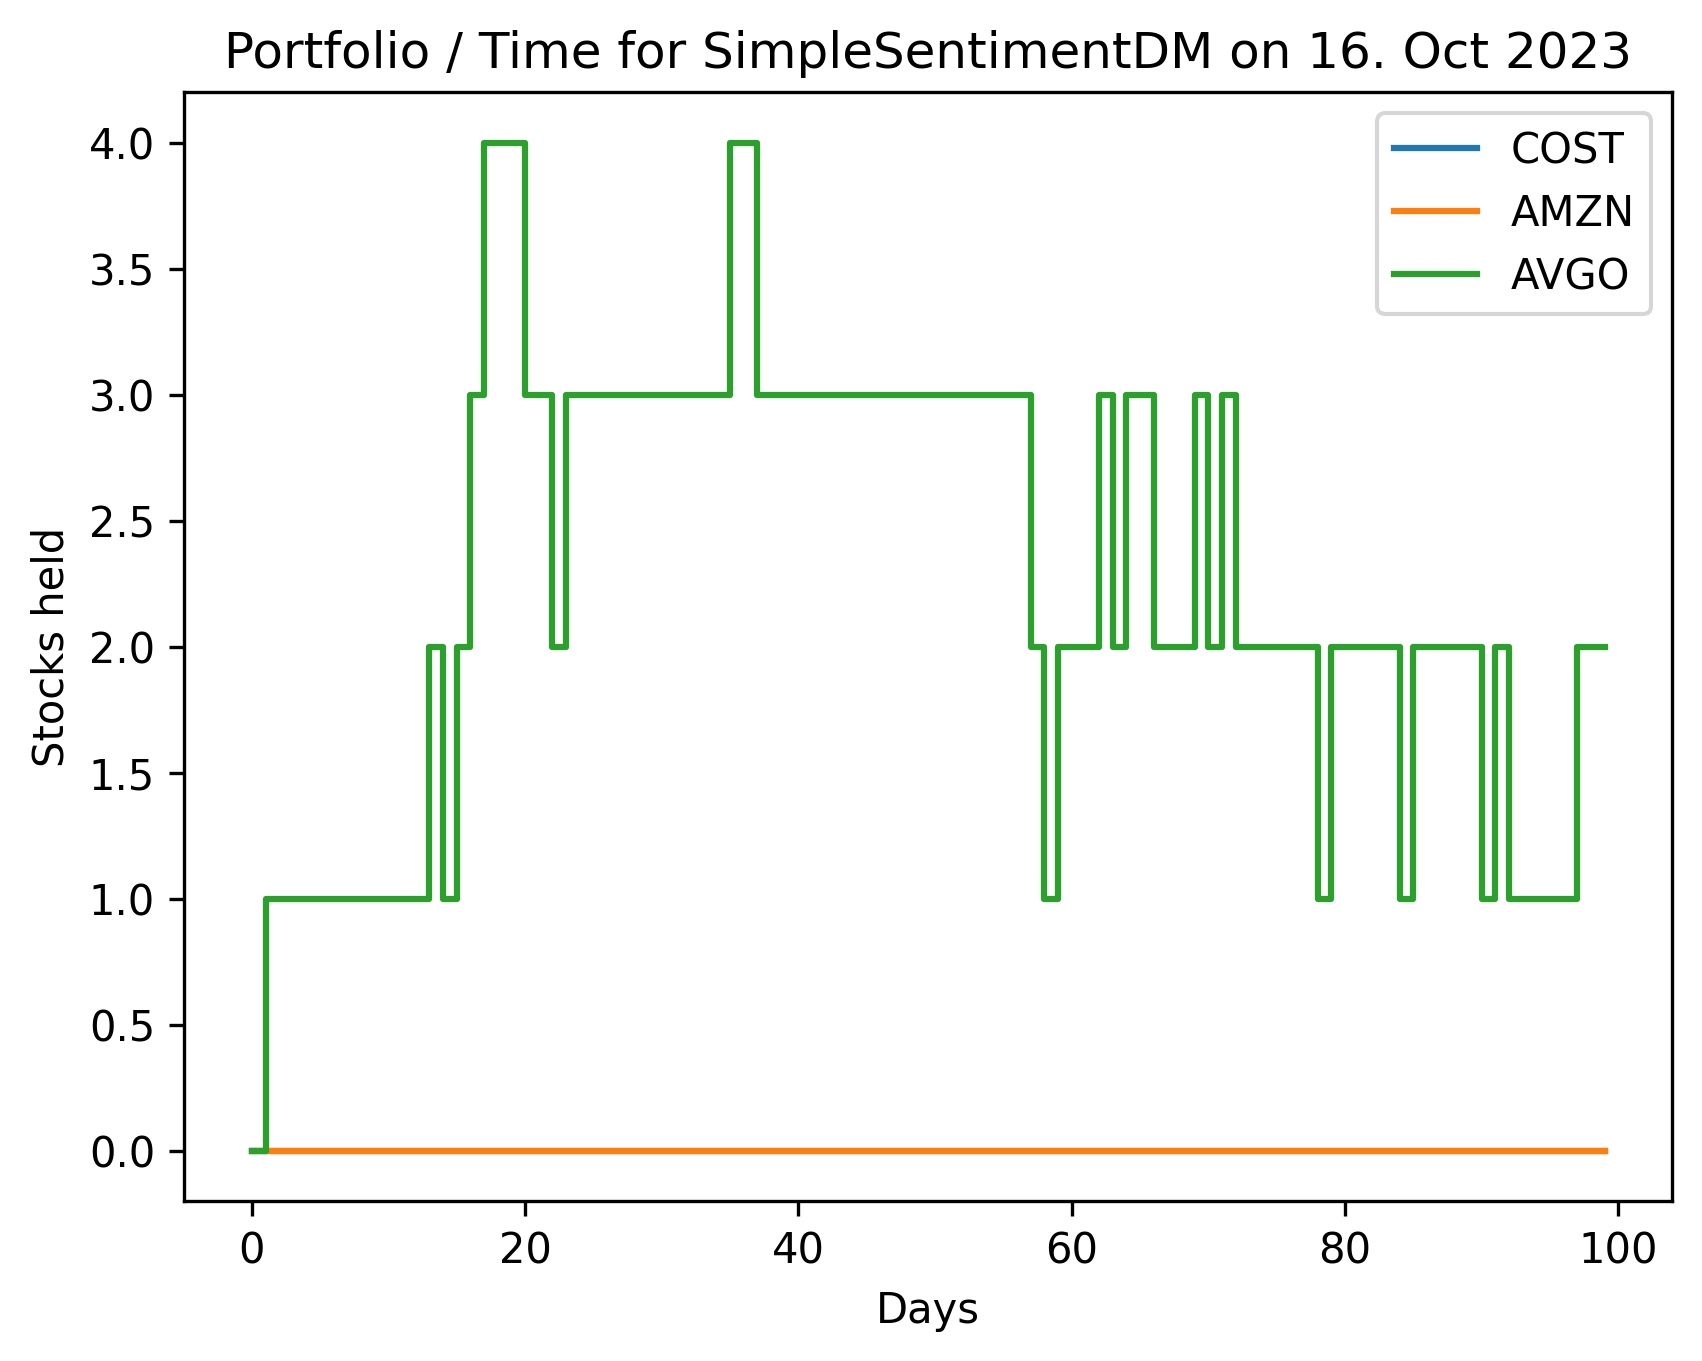 Portfolio / Time for SimpleSentimentDM on 16. Oct 2023
COST
AMZN
AVGO
Stocks held
4.0
3.5
3.0
2.5
2.0
1.5
1.0
0.5
0.0
0 20 40 60 80 100
Days